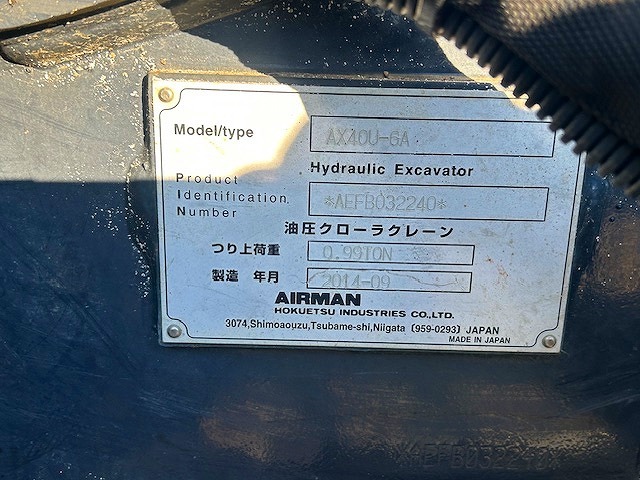 Model/type AX40U-6A
Hydraulic Excavator
Product
Identification
Number
*AEFB032240*
油圧クローラクレーン
つり上荷重 0.99TON
製造 年月 2014-09
AIRMAN
HOKUETSU INDUSTRIES CO.,LTD.
3074,Shimoaouzu,Tsubame-shi,Niigata (959-0293) JAPAN
MADE IN JAPAN
*AEFB032240*